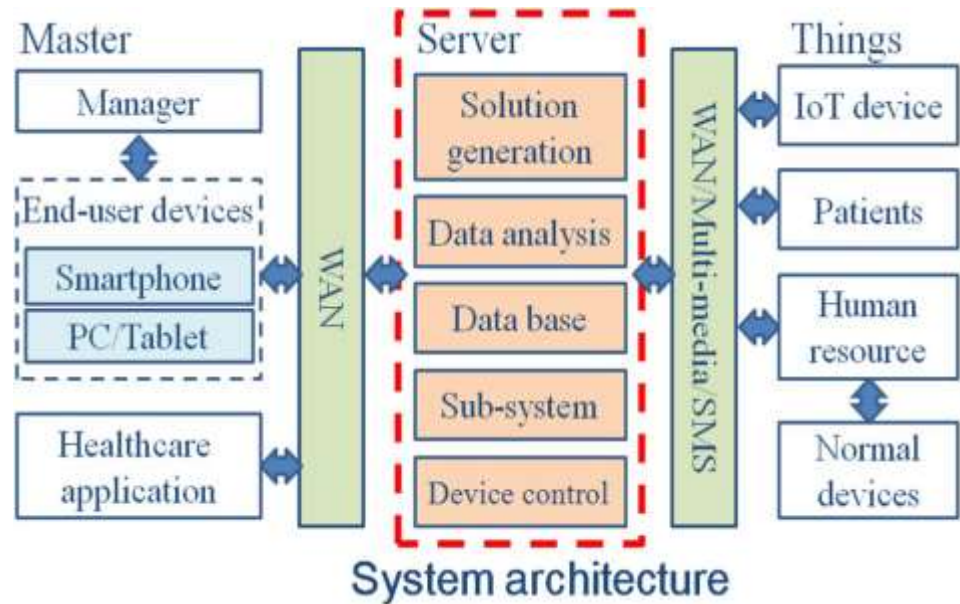 Master
Manager
End-user devices
Smartphone
PC/Tablet
Healthcare
application
WAN
Server
Solution
generation
Data analysis
Data base
Sub-system
Device control
WAN/Multi-media/SMS
Things
IoT device
Patients
Human
resource
Normal
devices
System architecture